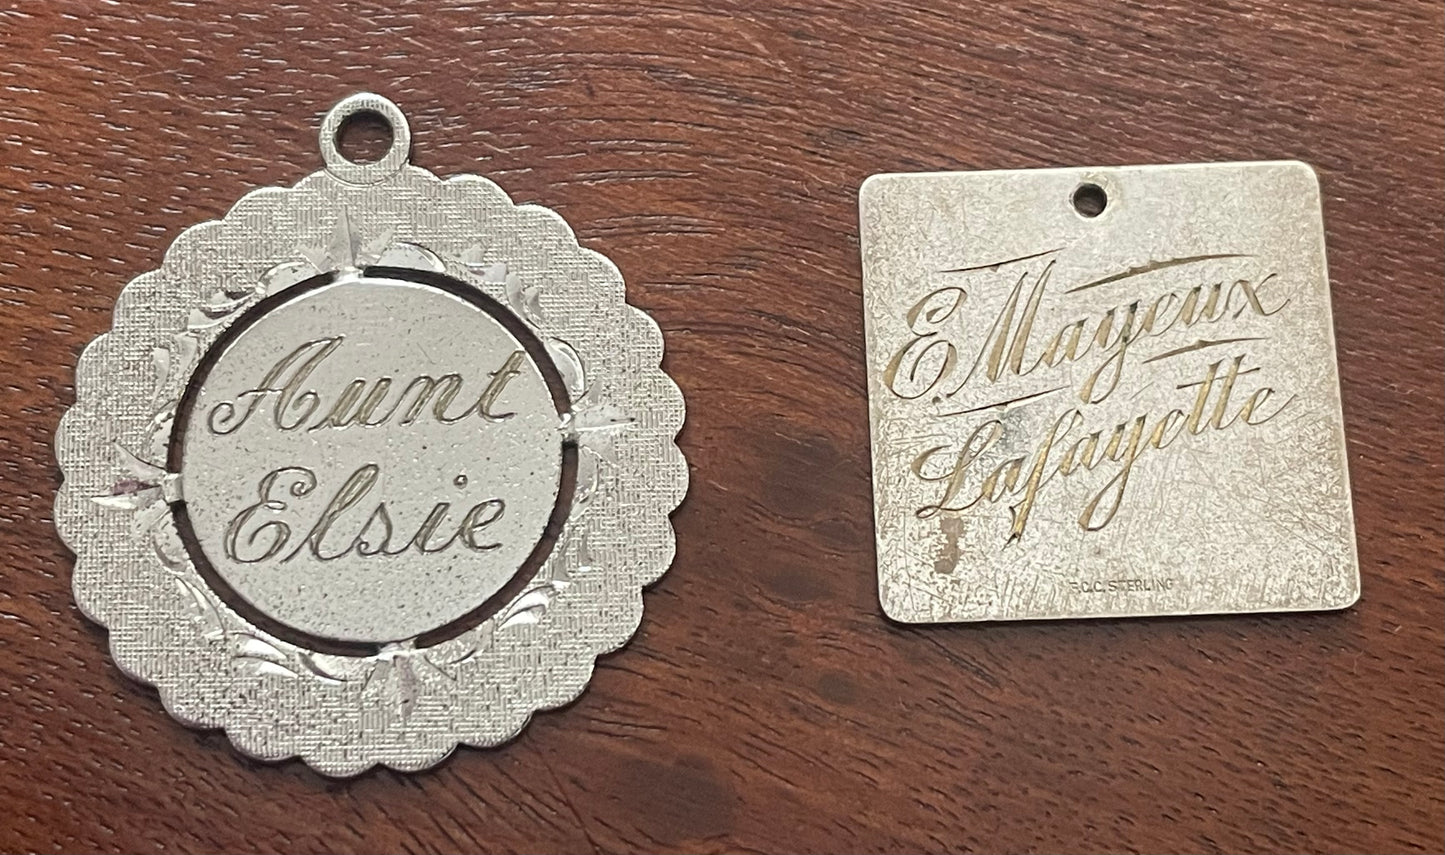 Aunt
Elsie
E Mayeux
Lafayette
F.C.C. STERLING